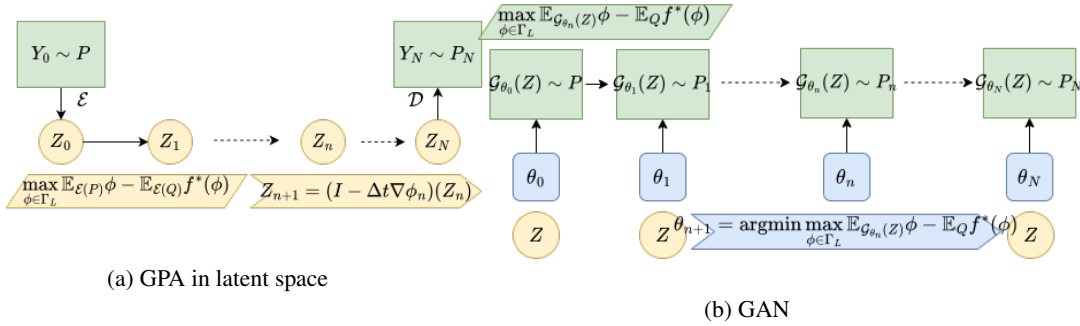 $Y_0 \sim P$
$\mathcal{E}$
$Z_0$
$Z_1$
$Z_n$
$Z_N$
$\mathcal{D}$
$Y_N \sim P_N$
$\max_{\phi \in \Gamma_L} \mathbb{E}_{\mathcal{E}(P)} \phi - \mathbb{E}_{\mathcal{E}(Q)} f^*(\phi)$
$Z_{n+1} = (I - \Delta t \nabla \phi_n)(Z_n)$
(a) GPA in latent space
$\max_{\phi \in \Gamma_L} \mathbb{E}_{\mathcal{G}_{\theta_n}(Z)} \phi - \mathbb{E}_Q f^*(\phi)$
$\mathcal{G}_{\theta_0}(Z) \sim P$
$\mathcal{G}_{\theta_1}(Z) \sim P_1$
$\mathcal{G}_{\theta_n}(Z) \sim P_n$
$\mathcal{G}_{\theta_N}(Z) \sim P_N$
$\theta_0$
$\theta_1$
$\theta_n$
$\theta_N$
$Z$
$Z$
$\theta_{n+1} = \operatorname{argmin} \max_{\phi \in \Gamma_L} \mathbb{E}_{\mathcal{G}_{\theta_n}(Z)} \phi - \mathbb{E}_Q f^*(\phi)$
$Z$
(b) GAN